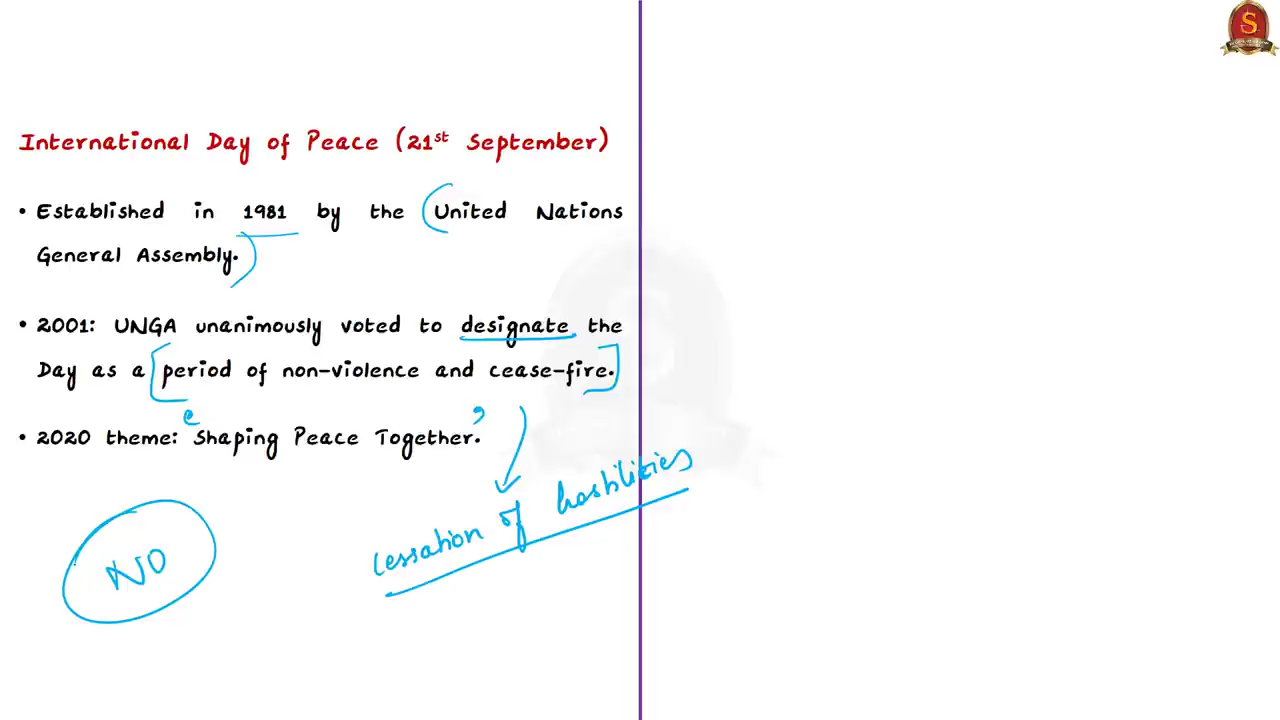 International Day of Peace (21st September)
• Established in 1981 by the United Nations
General Assembly.
• 2001: UNGA unanimously voted to designate the
Day as a period of non-violence and cease-fire.
• 2020 theme: Shaping Peace Together.
cessation of hostilities
NO
S